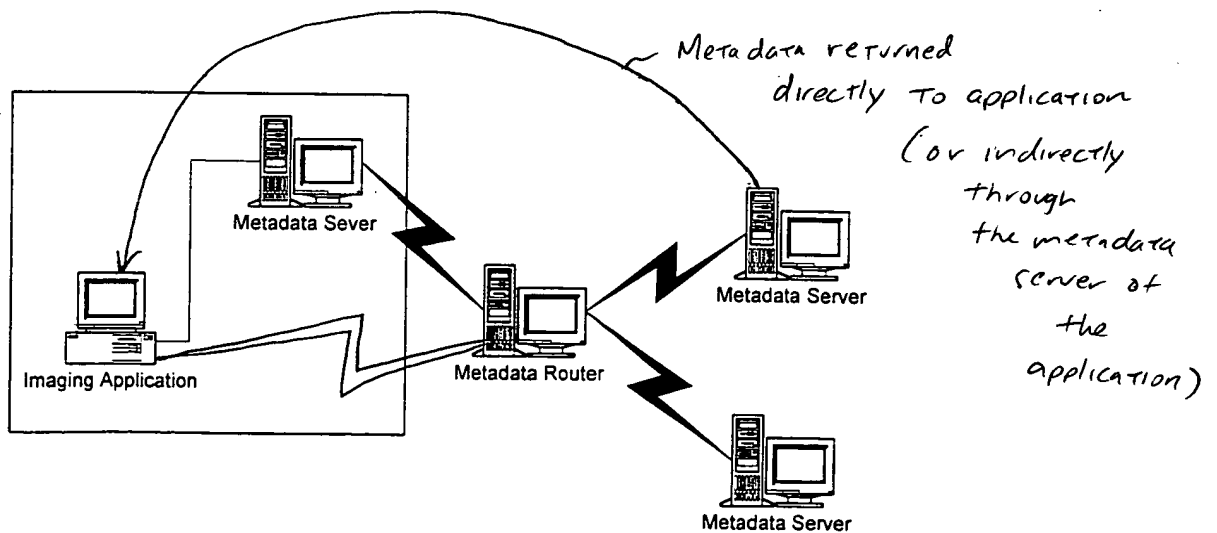 Metadata returned
directly to application
(or indirectly
through
the metadata
server of
the
application)
Metadata Sever
Metadata Server
Imaging Application
Metadata Router
Metadata Server